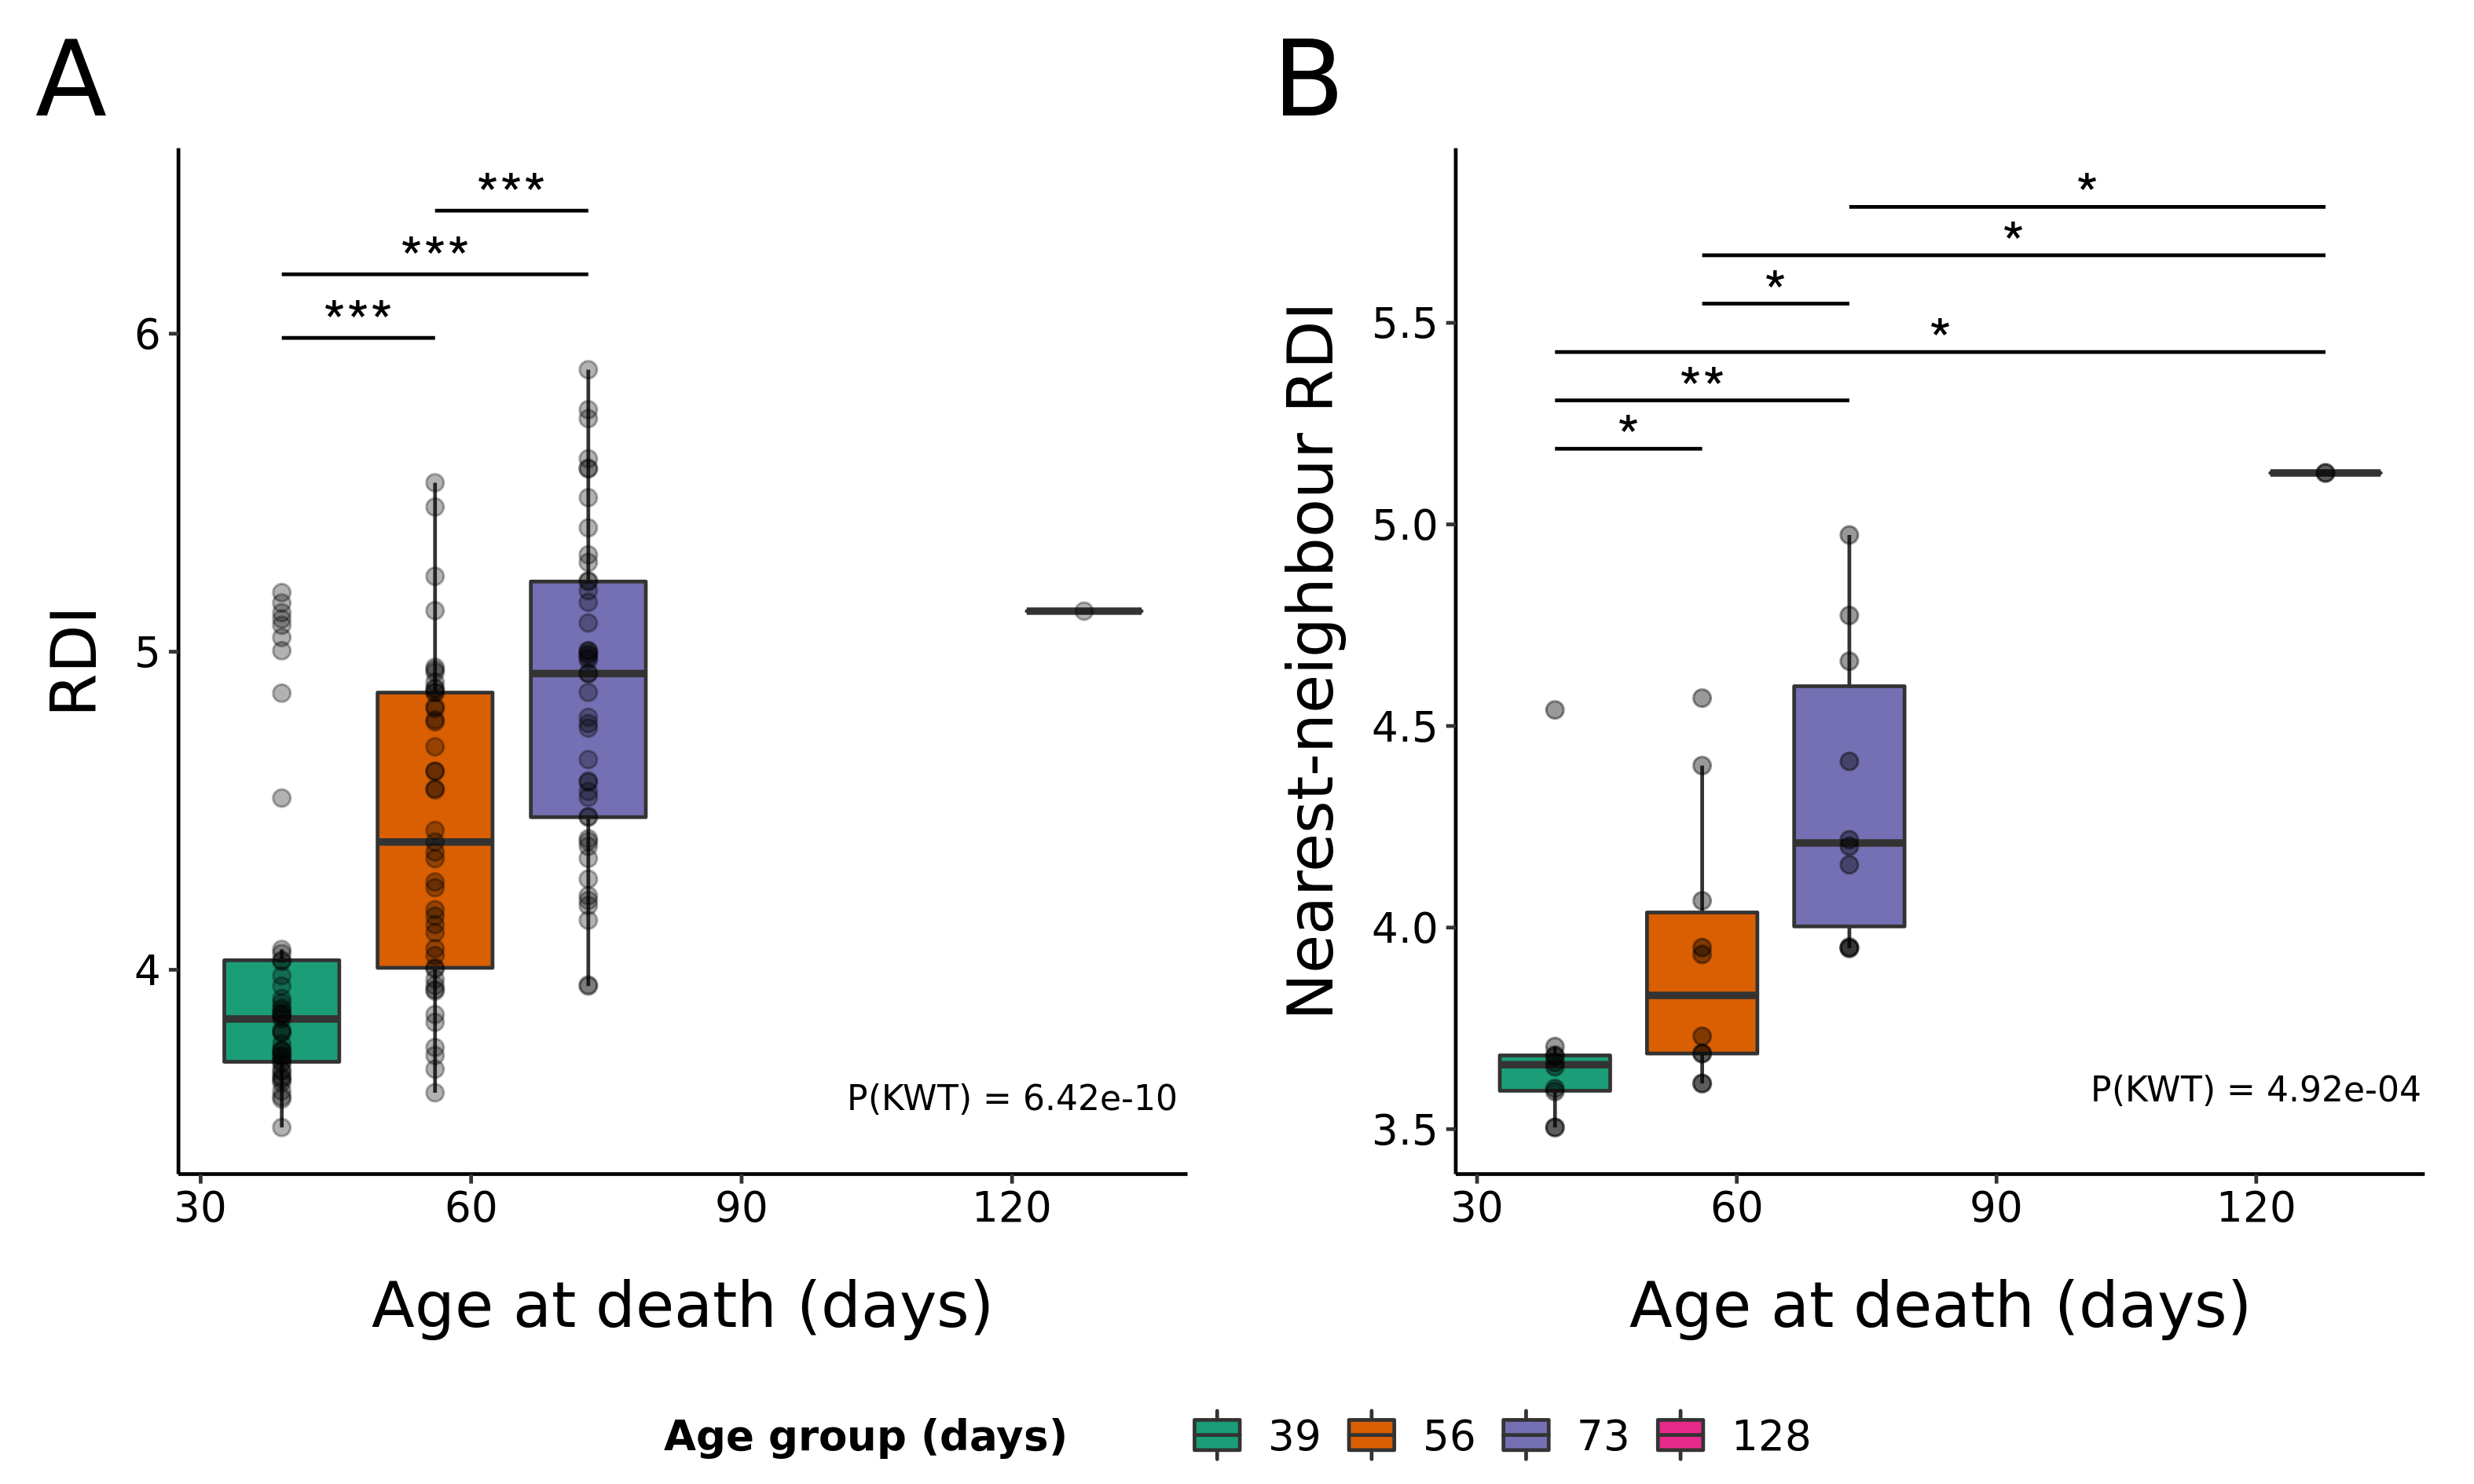 A
B
***
***
***
6
5
4
RDI
P(KWT) = 6.42e-10
30 60 90 120
Age at death (days)
*
*
*
*
**
*
5.5
5.0
4.5
4.0
3.5
Nearest-neighbour RDI
P(KWT) = 4.92e-04
30 60 90 120
Age at death (days)
Age group (days) 39 56 73 128